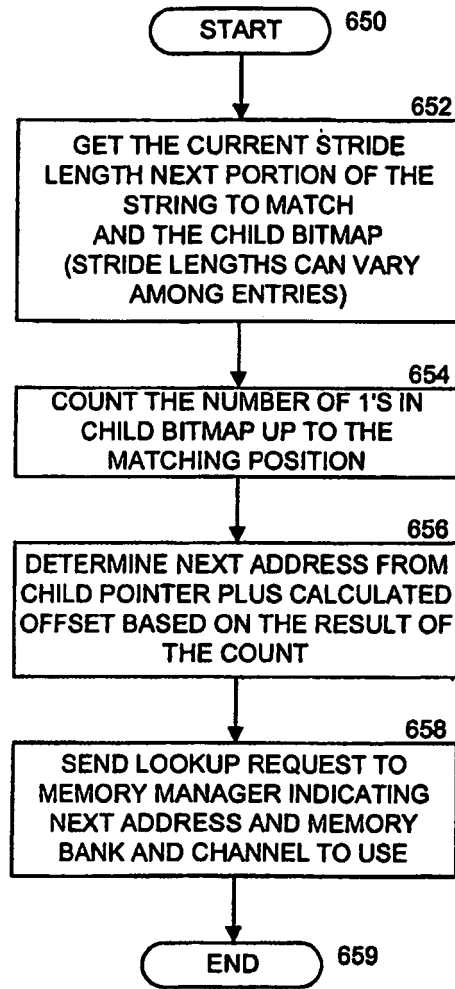 START 650
652
GET THE CURRENT STRIDE
LENGTH NEXT PORTION OF THE
STRING TO MATCH
AND THE CHILD BITMAP
(STRIDE LENGTHS CAN VARY
AMONG ENTRIES)
654
COUNT THE NUMBER OF 1'S IN
CHILD BITMAP UP TO THE
MATCHING POSITION
656
DETERMINE NEXT ADDRESS FROM
CHILD POINTER PLUS CALCULATED
OFFSET BASED ON THE RESULT OF
THE COUNT
658
SEND LOOKUP REQUEST TO
MEMORY MANAGER INDICATING
NEXT ADDRESS AND MEMORY
BANK AND CHANNEL TO USE
END 659